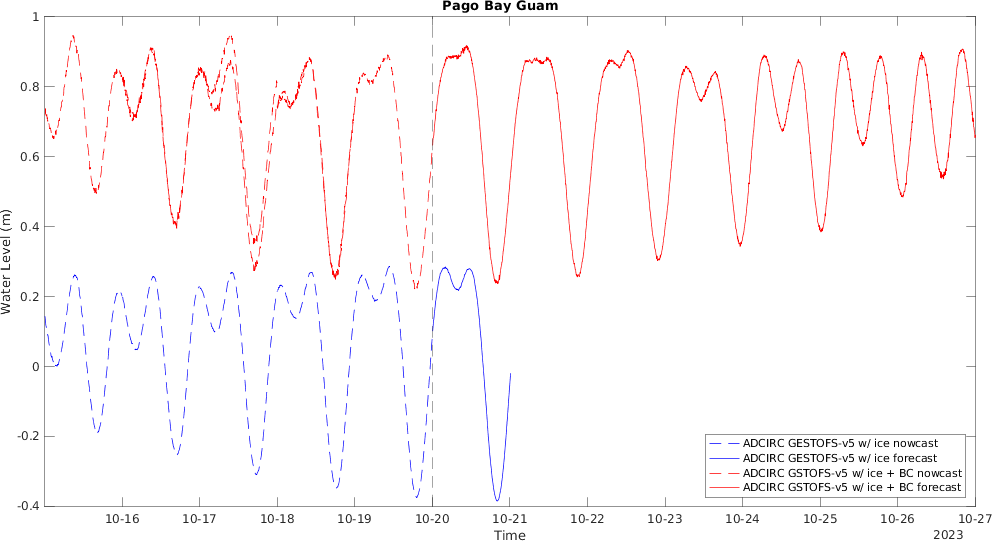 Pago Bay Guam
1
0.8
0.6
0.4
0.2
0
-0.2
-0.4
Water Level (m)
ADCIRC GESTOFS-v5 w/ ice nowcast
ADCIRC GESTOFS-v5 w/ ice forecast
ADCIRC GSTOFS-v5 w/ ice + BC nowcast
ADCIRC GSTOFS-v5 w/ ice + BC forecast
10-16 10-17 10-18 10-19 10-20 10-21 10-22 10-23 10-24 10-25 10-26 10-27
Time
2023